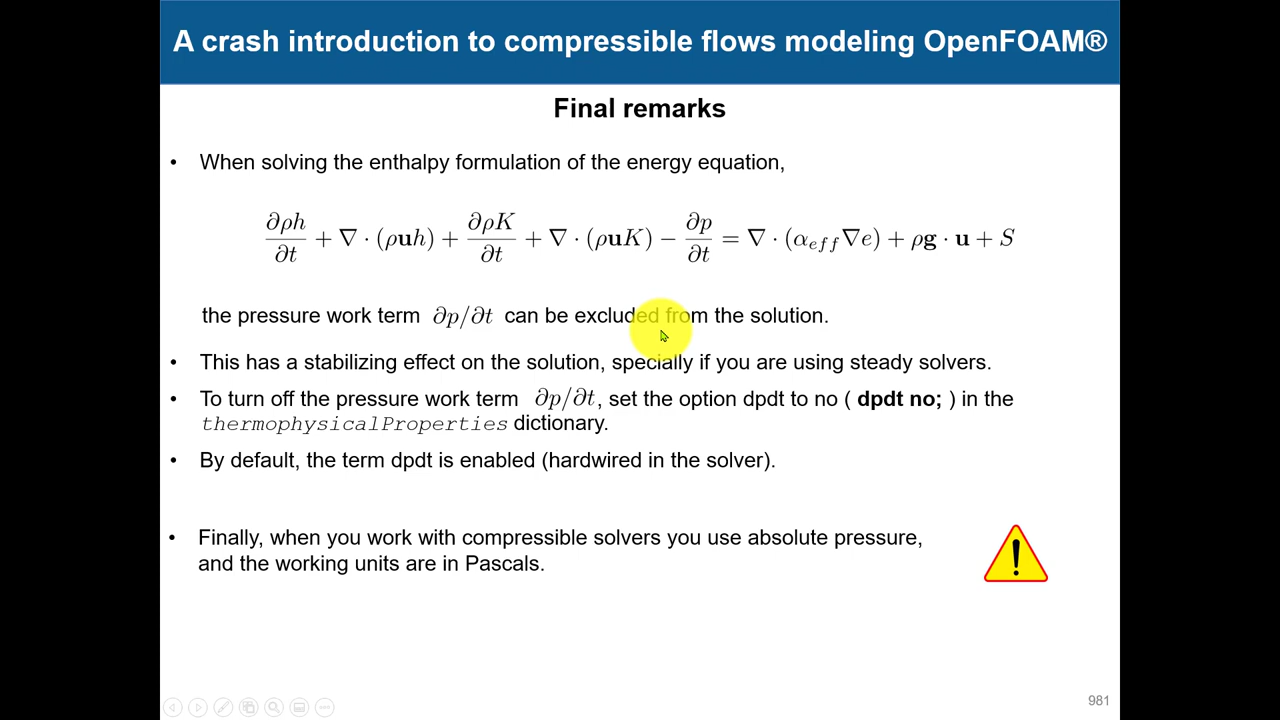 A crash introduction to compressible flows modeling OpenFOAM®
Final remarks
• When solving the enthalpy formulation of the energy equation,
∂ρh/∂t + ∇ · (ρ𝐮h) + ∂ρK/∂t + ∇ · (ρ𝐮K) − ∂p/∂t = ∇ · (α_eff ∇e) + ρ𝐠 · 𝐮 + S
the pressure work term ∂p/∂t can be excluded from the solution.
• This has a stabilizing effect on the solution, specially if you are using steady solvers.
• To turn off the pressure work term ∂p/∂t, set the option dpdt to no ( dpdt no; ) in the
thermophysicalProperties dictionary.
• By default, the term dpdt is enabled (hardwired in the solver).
• Finally, when you work with compressible solvers you use absolute pressure,
and the working units are in Pascals.
981